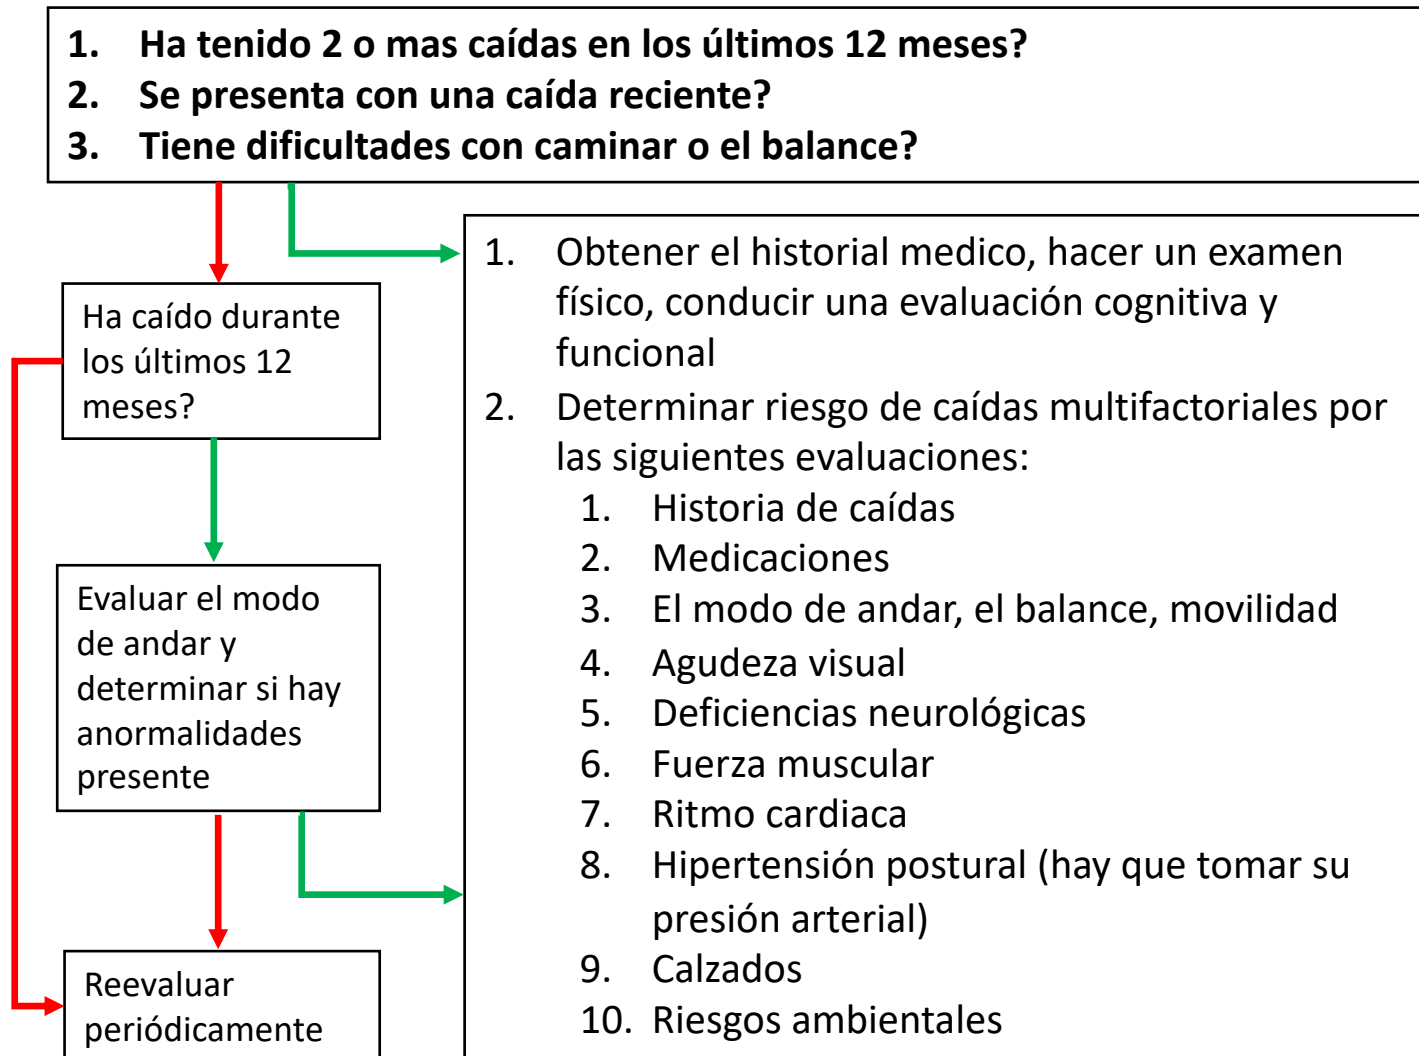 1. Ha tenido 2 o mas caídas en los últimos 12 meses?
2. Se presenta con una caída reciente?
3. Tiene dificultades con caminar o el balance?
Ha caído durante
los últimos 12
meses?
Evaluar el modo
de andar y
determinar si hay
anormalidades
presente
Reevaluar
periódicamente
1. Obtener el historial medico, hacer un examen
físico, conducir una evaluación cognitiva y
funcional
2. Determinar riesgo de caídas multifactoriales por
las siguientes evaluaciones:
1. Historia de caídas
2. Medicaciones
3. El modo de andar, el balance, movilidad
4. Agudeza visual
5. Deficiencias neurológicas
6. Fuerza muscular
7. Ritmo cardiaca
8. Hipertensión postural (hay que tomar su
presión arterial)
9. Calzados
10. Riesgos ambientales